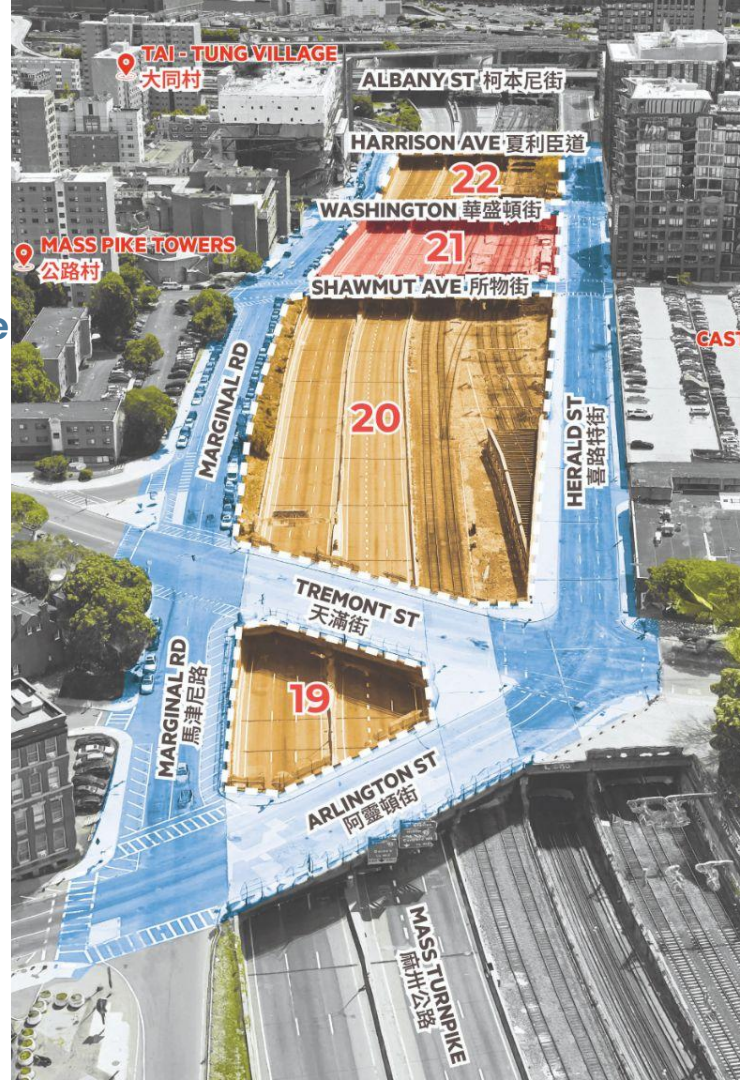 TAI - TUNG VILLAGE
大同村
ALBANY ST 柯本尼街
HARRISON AVE 夏利臣道
22
WASHINGTON 華盛頓街
MASS PIKE TOWERS
公路村
21
SHAWMUT AVE 所物街
e
CAST
MARGINAL RD
20
HERALD ST
喜路特街
TREMONT ST
天滿街
MARGINAL RD
馬津尼路
19
ARLINGTON ST
阿靈頓街
MASS TURNPIKE
麻州公路